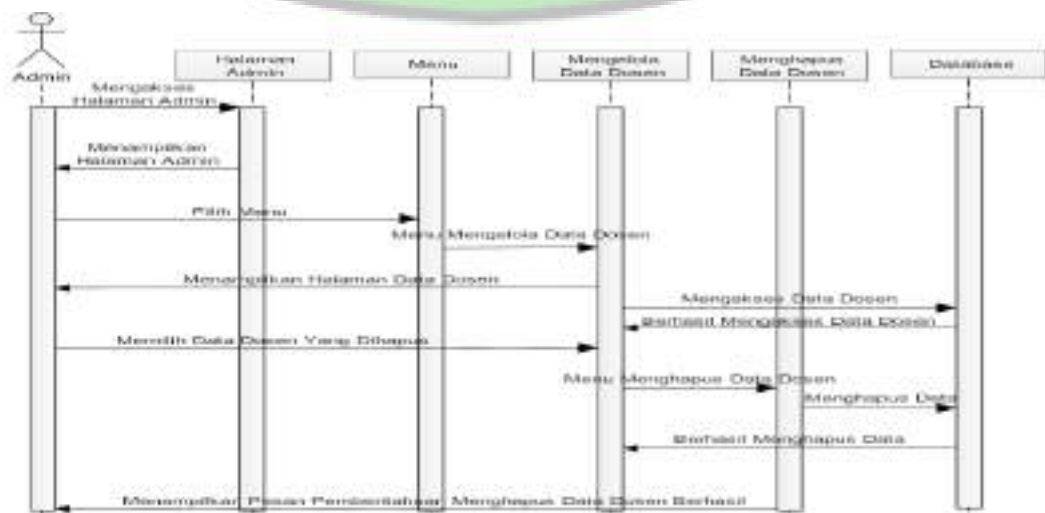 Admin
Halaman
Admin
Menu
Mengelola
Data Dosen
Menghapus
Data Dosen
Database
Mengakses
Halaman Admin
Menampilkan
Halaman Admin
Pilih Menu
Menu Mengelola Data Dosen
Menampilkan Halaman Data Dosen
Mengakses Data Dosen
Berhasil Mengakses Data Dosen
Memilih Data Dosen Yang Dihapus
Menu Menghapus Data Dosen
Menghapus Data
Berhasil Menghapus Data
Menampilkan Pesan Pemberitahuan Menghapus Data Dosen Berhasil